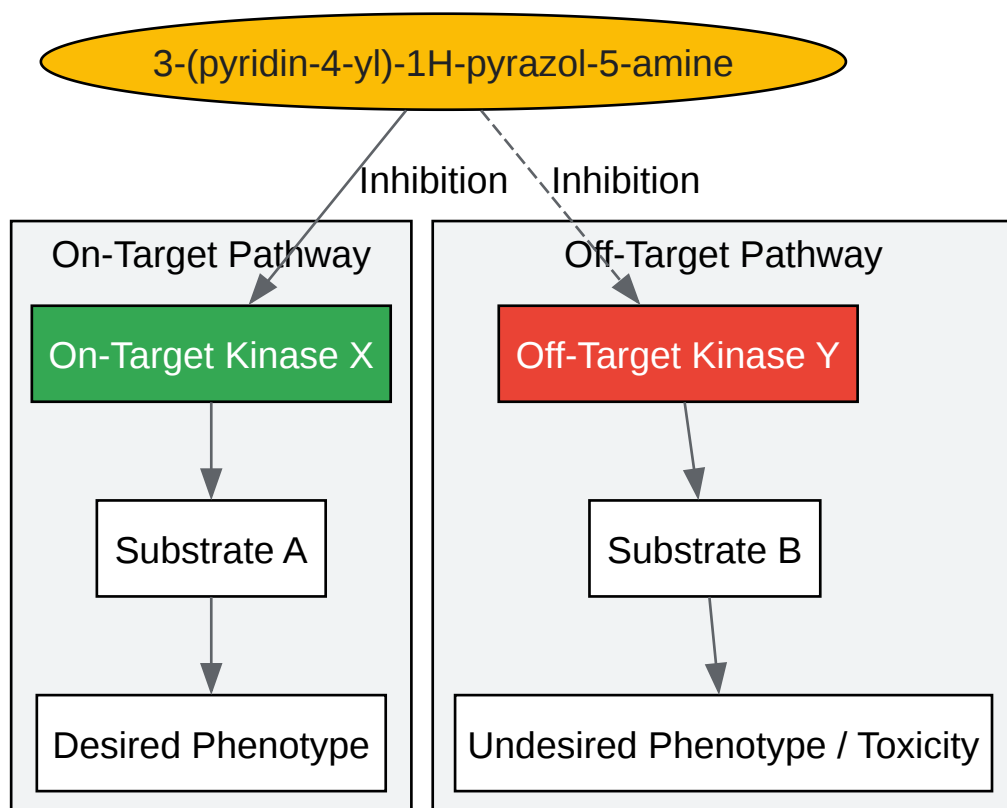 3-(pyridin-4-yl)-1H-pyrazol-5-amine
Inhibition
Inhibition
On-Target Pathway
Off-Target Pathway
On-Target Kinase X
Off-Target Kinase Y
Substrate A
Substrate B
Desired Phenotype
Undesired Phenotype / Toxicity